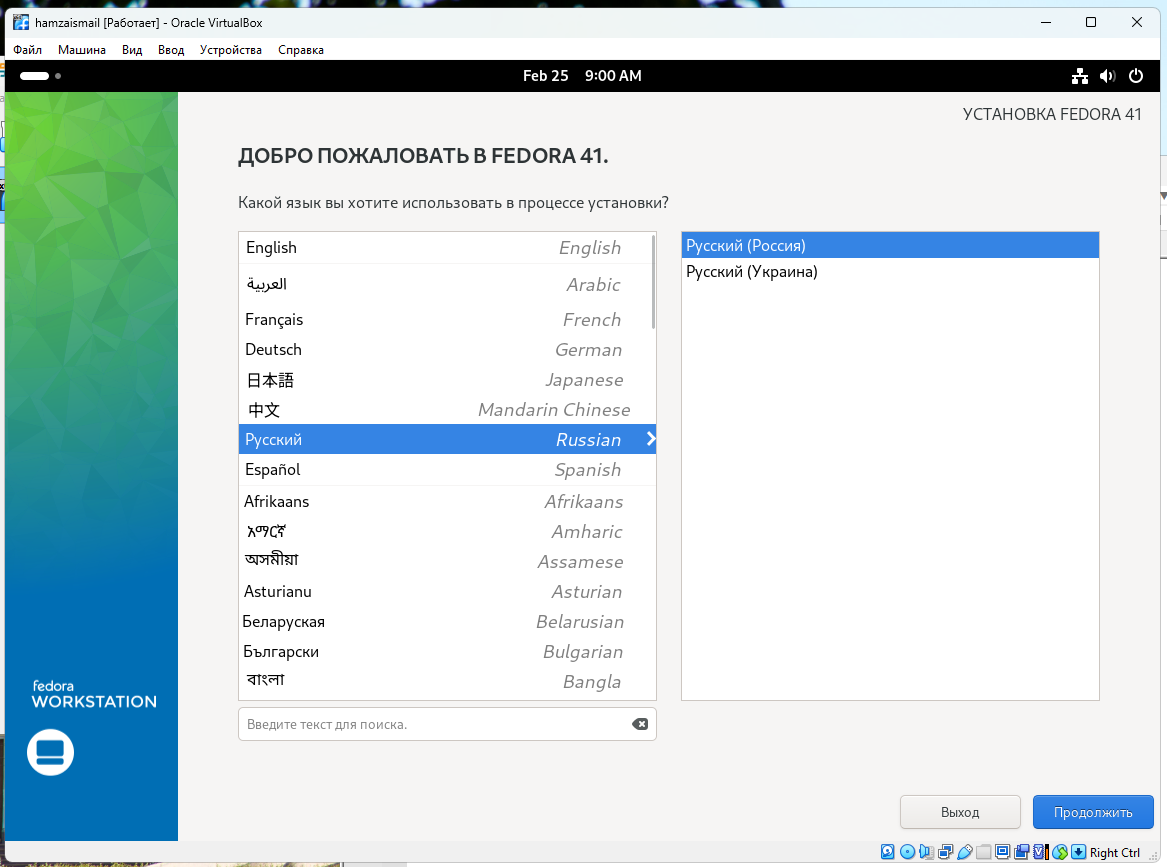 hamzaismail [Работает] - Oracle VirtualBox
Файл Машина Вид Ввод Устройства Справка
Feb 25 9:00 AM
УСТАНОВКА FEDORA 41
ДОБРО ПОЖАЛОВАТЬ В FEDORA 41.
Какой язык вы хотите использовать в процессе установки?
English English
العربية Arabic
Français French
Deutsch German
日本語 Japanese
中文 Mandarin Chinese
Русский Russian
Español Spanish
Afrikaans Afrikaans
አማርኛ Amharic
অসমীয়া Assamese
Asturianu Asturian
Беларуская Belarusian
Български Bulgarian
বাংলা Bangla
Русский (Россия)
Русский (Украина)
Введите текст для поиска.
fedora
WORKSTATION
Выход Продолжить
Right Ctrl